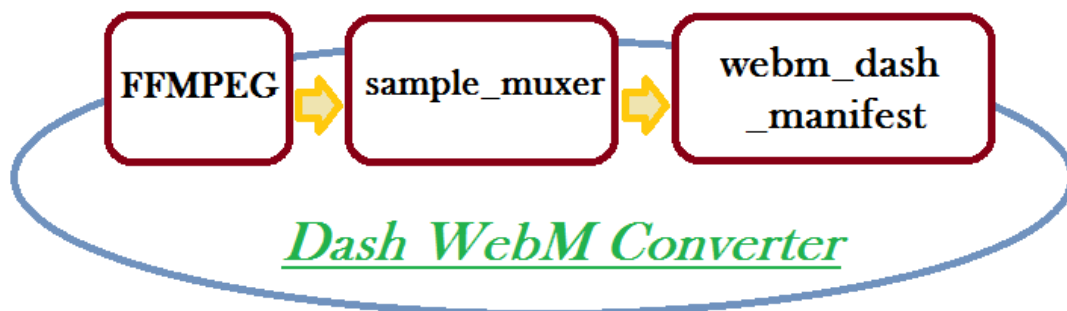 FFMPEG
sample_muxer
webm_dash
_manifest
Dash WebM Converter